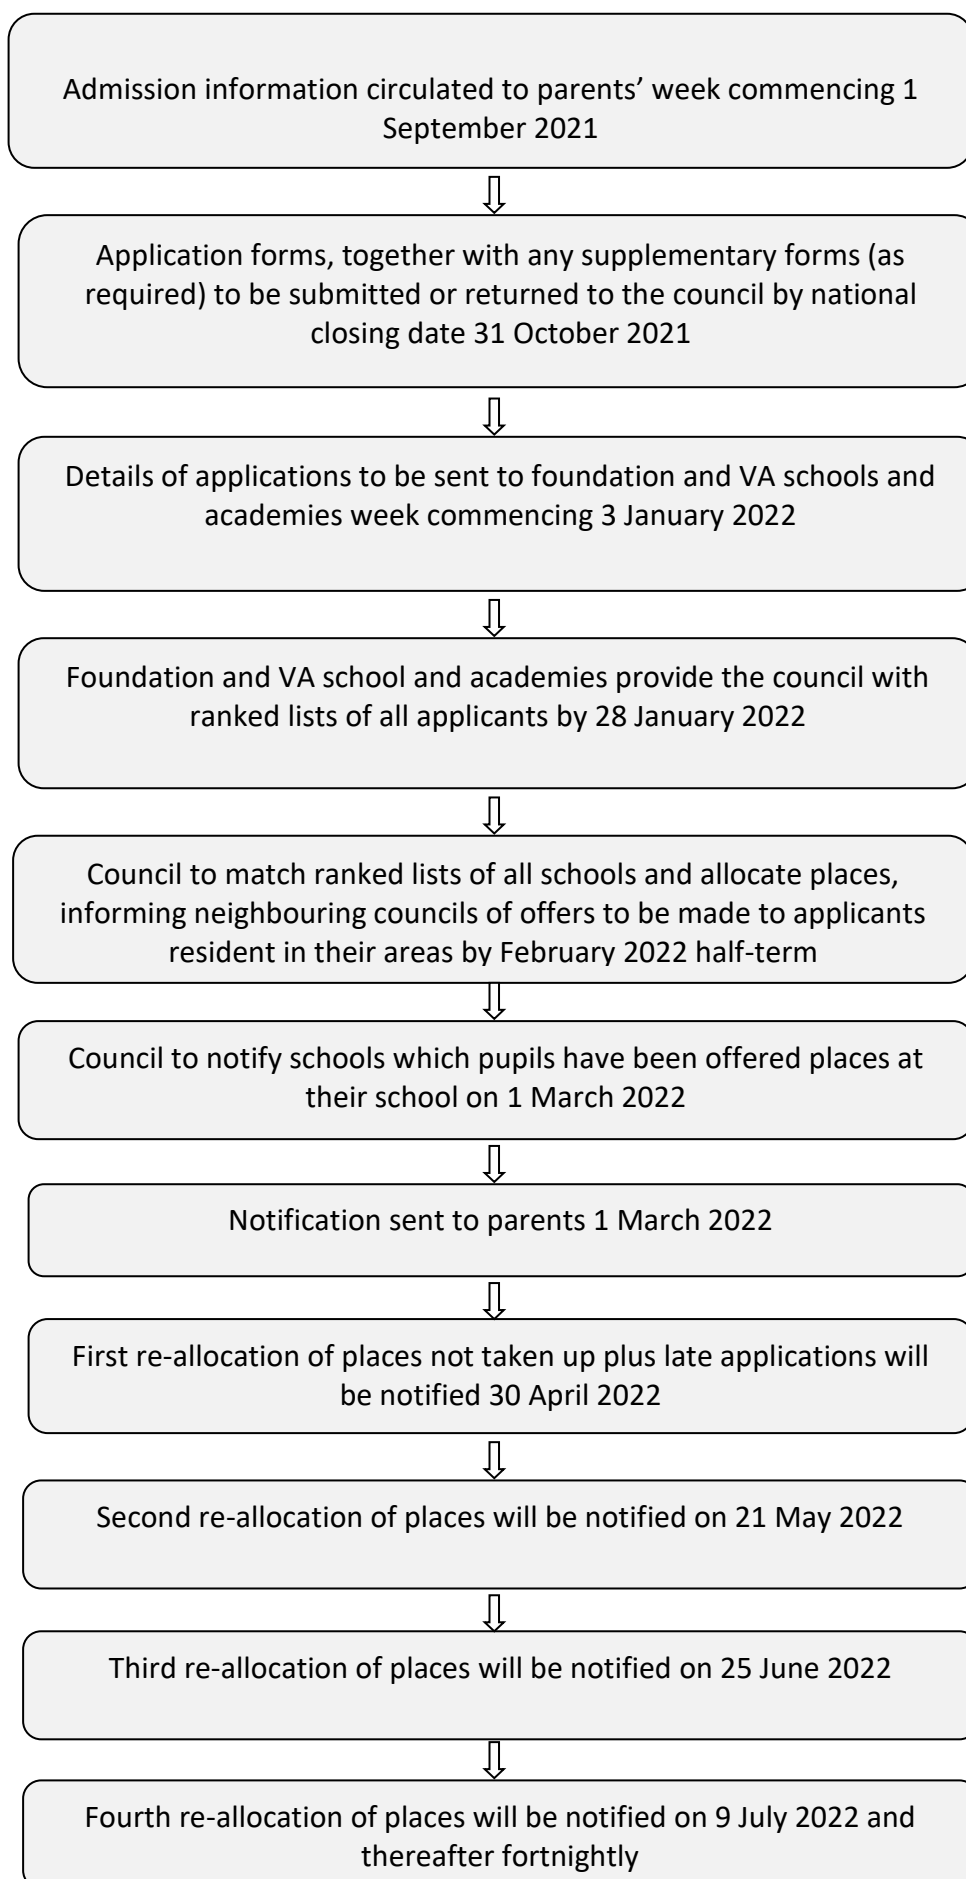 Admission information circulated to parents’ week commencing 1
September 2021
Application forms, together with any supplementary forms (as
required) to be submitted or returned to the council by national
closing date 31 October 2021
Details of applications to be sent to foundation and VA schools and
academies week commencing 3 January 2022
Foundation and VA school and academies provide the council with
ranked lists of all applicants by 28 January 2022
Council to match ranked lists of all schools and allocate places,
informing neighbouring councils of offers to be made to applicants
resident in their areas by February 2022 half-term
Council to notify schools which pupils have been offered places at
their school on 1 March 2022
Notification sent to parents 1 March 2022
First re-allocation of places not taken up plus late applications will
be notified 30 April 2022
Second re-allocation of places will be notified on 21 May 2022
Third re-allocation of places will be notified on 25 June 2022
Fourth re-allocation of places will be notified on 9 July 2022 and
thereafter fortnightly